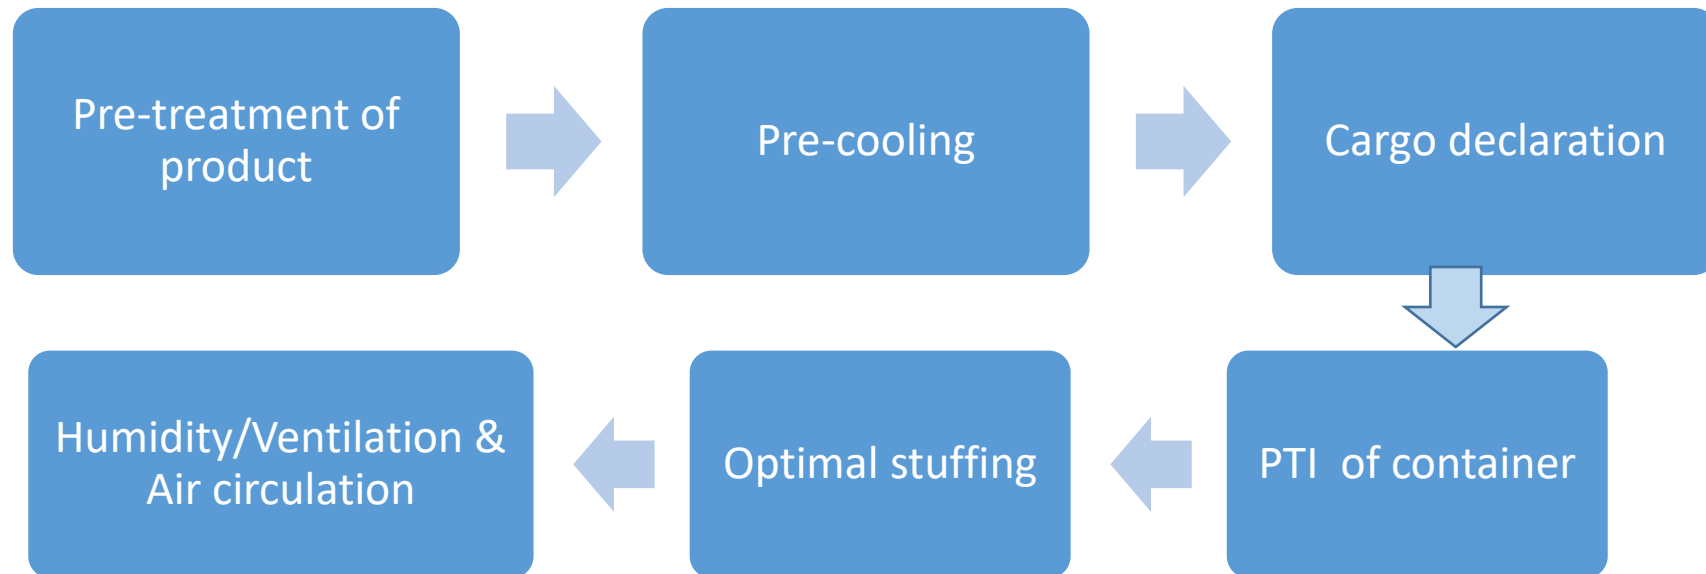 Pre-treatment of
product
Pre-cooling
Cargo declaration
Humidity/Ventilation &
Air circulation
Optimal stuffing
PTI  of container